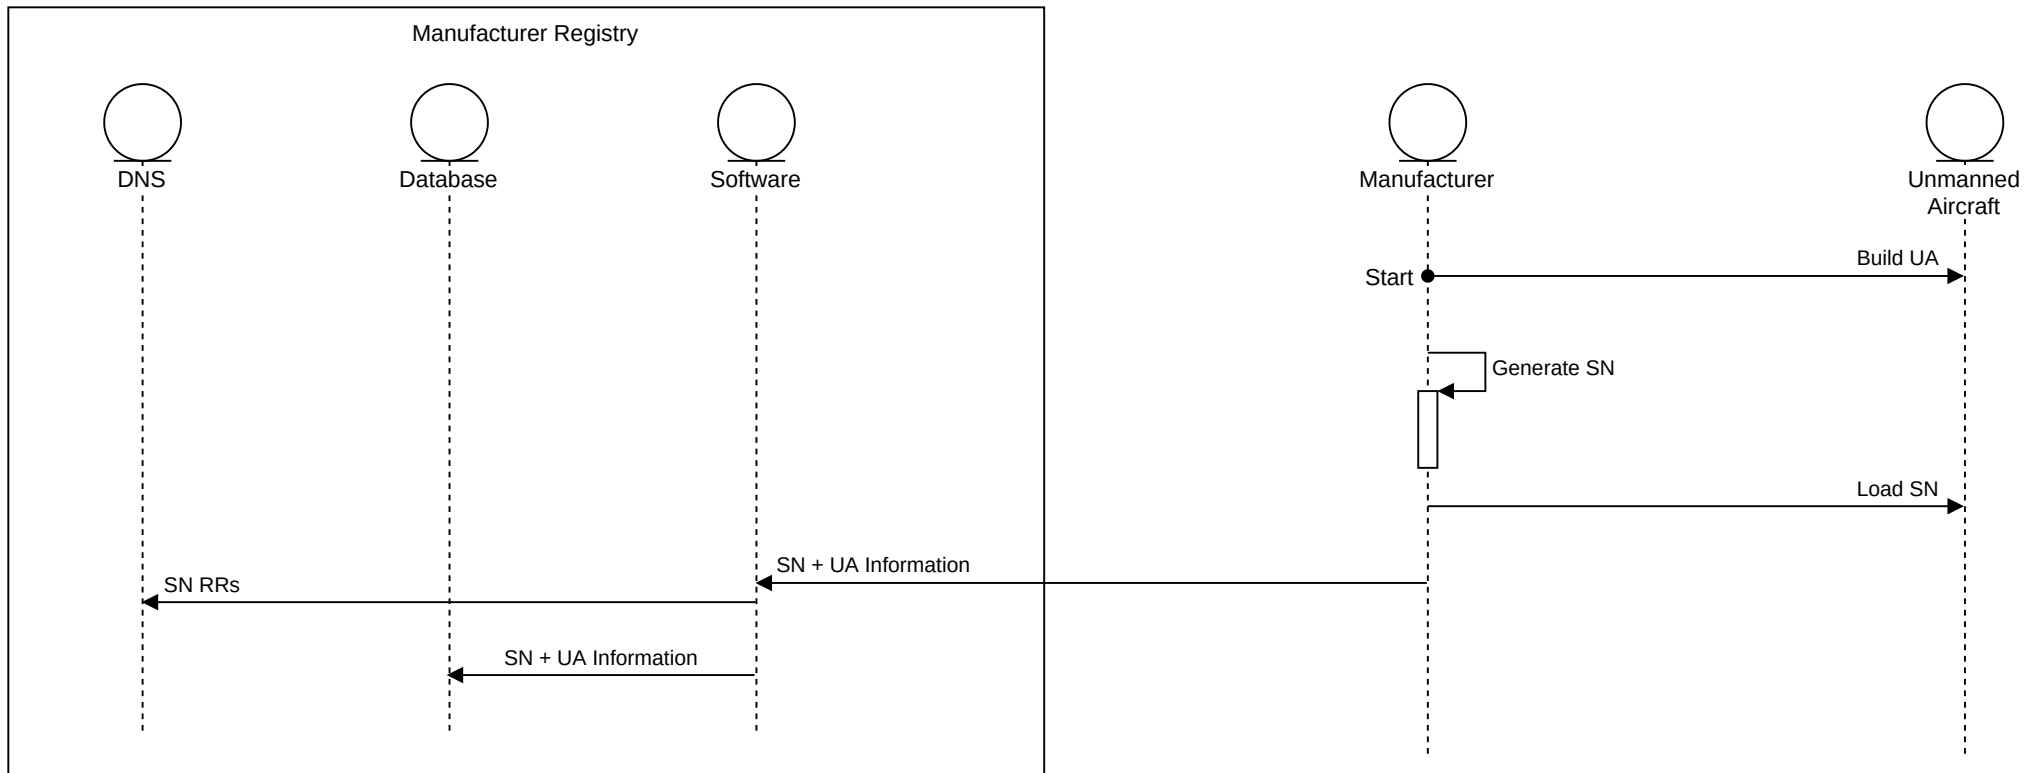 Manufacturer Registry
DNS
Database
Software
Manufacturer
Unmanned
Aircraft
Build UA
Start
Generate SN
Load SN
SN + UA Information
SN RRs
SN + UA Information